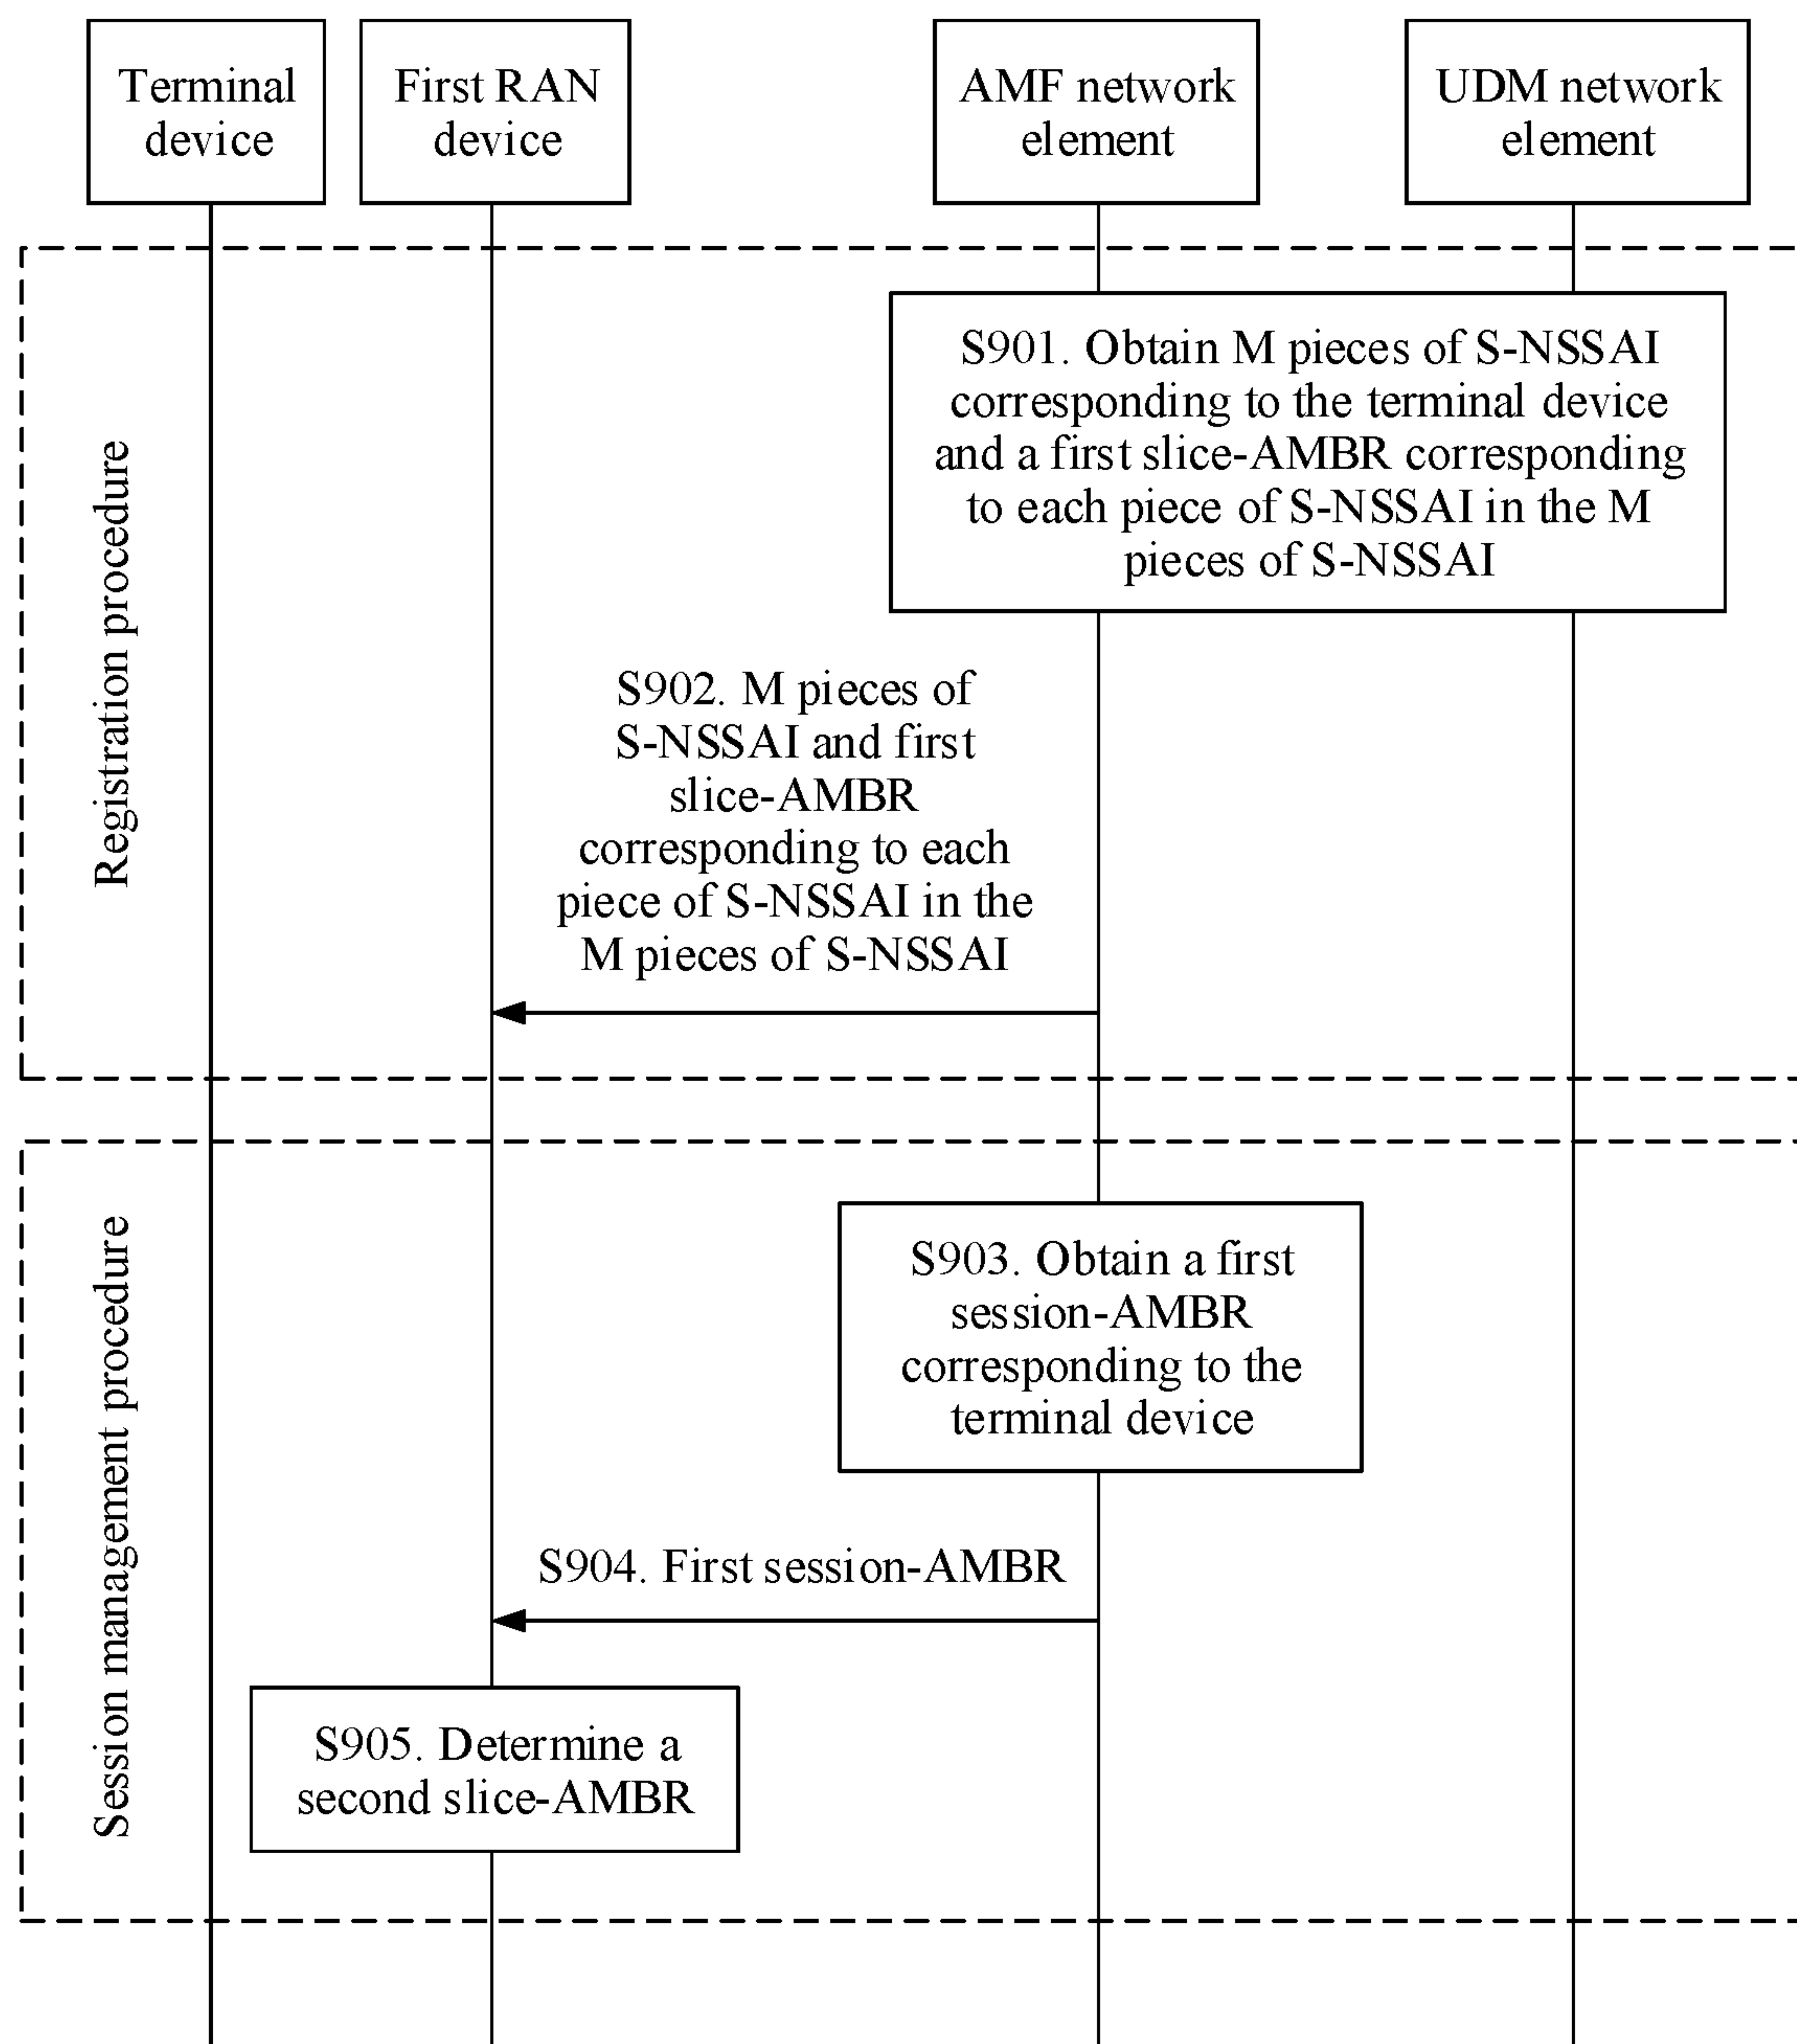 Terminal
device
First RAN
device
AMF network
element
UDM network
element
Registration procedure
S901. Obtain M pieces of S-NSSAI
corresponding to the terminal device
and a first slice-AMBR corresponding
to each piece of S-NSSAI in the M
pieces of S-NSSAI
S902. M pieces of
S-NSSAI and first
slice-AMBR
corresponding to each
piece of S-NSSAI in the
M pieces of S-NSSAI
Session management procedure
S903. Obtain a first
session-AMBR
corresponding to the
terminal device
S904. First session-AMBR
S905. Determine a
second slice-AMBR